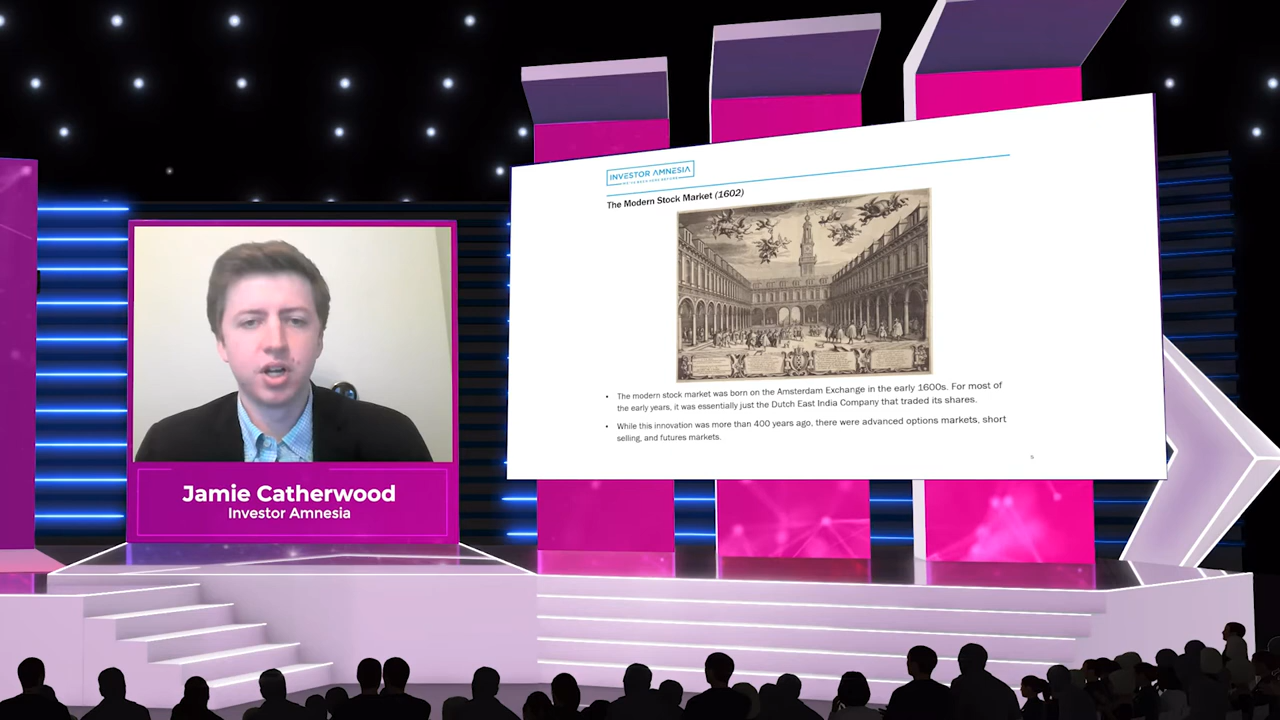 Jamie Catherwood
Investor Amnesia
INVESTOR AMNESIA
The Modern Stock Market (1602)
• The modern stock market was born on the Amsterdam Exchange in the early 1600s. For most of
the early years, it was essentially just the Dutch East India Company that traded its shares.
• While this innovation was more than 400 years ago, there were advanced options markets, short
selling, and futures markets.